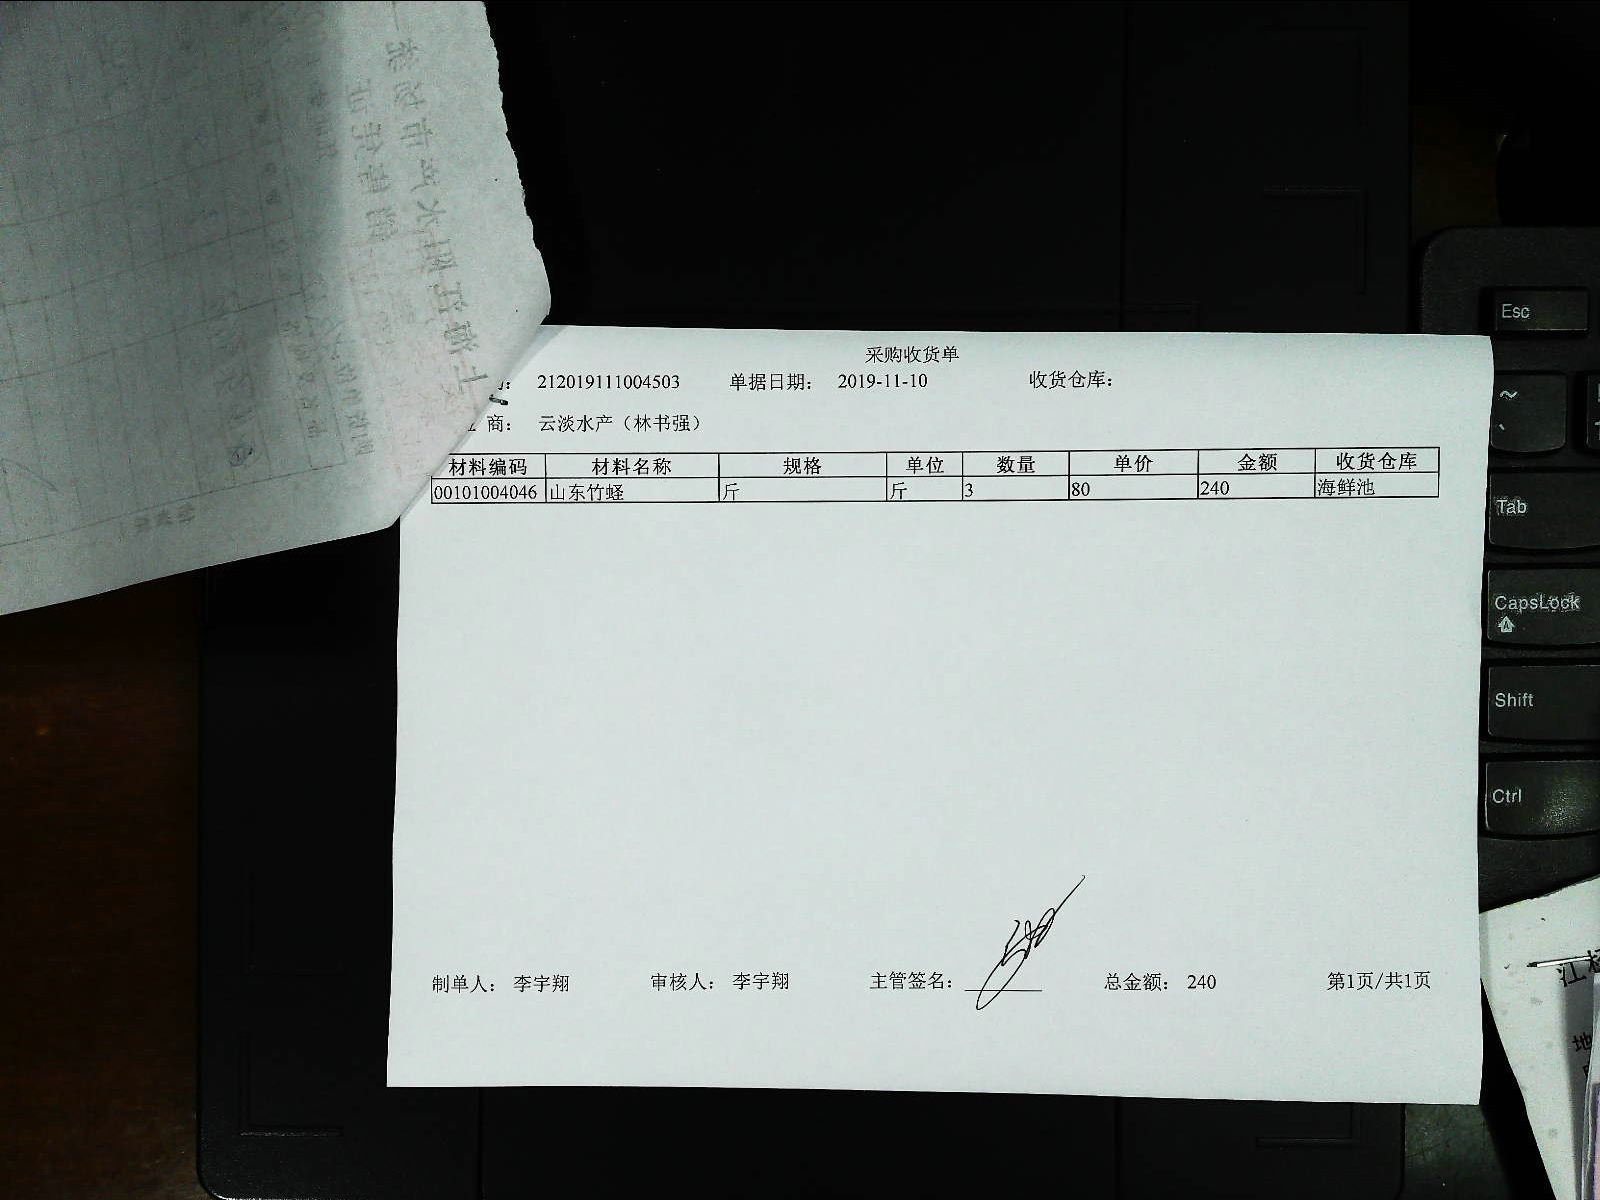 采购收货单
212019111004503 单据日期： 2019-11-10 收货仓库：
商： 云淡水产（林书强）
材料编码 材料名称 规格 单位 数量 单价 金额 收货仓库
00101004046 山东竹蛏 斤 斤 3 80 240 海鲜池
制单人： 李宇翔 审核人： 李宇翔 主管签名： 总金额： 240 第1页/共1页
Esc
~
Tab
CapsLock
Shift
Ctrl
江
地